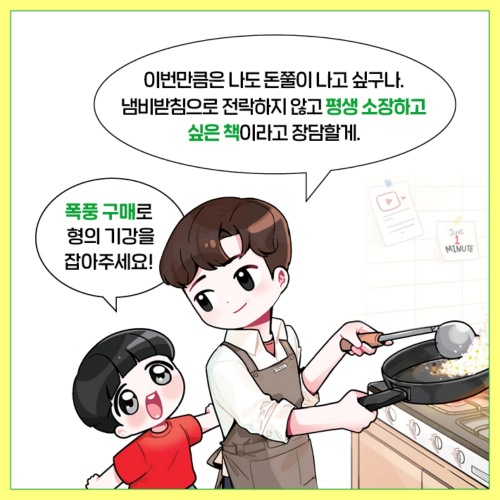 이번만큼은 나도 돈쭐이 나고 싶구나.
냄비받침으로 전락하지 않고 평생 소장하고
싶은 책이라고 장담할게.
폭풍 구매로
형의 기강을
잡아주세요!
Just
1
MINUTE